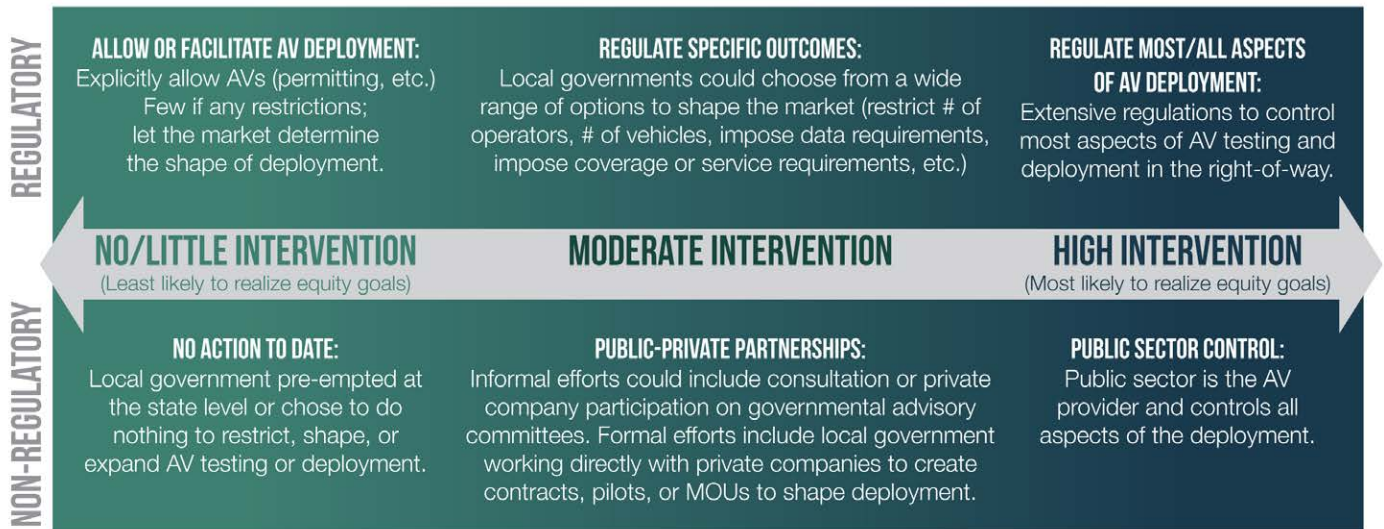 REGULATORY
ALLOW OR FACILITATE AV DEPLOYMENT:
Explicitly allow AVs (permitting, etc.)
Few if any restrictions;
let the market determine
the shape of deployment.
REGULATE SPECIFIC OUTCOMES:
Local governments could choose from a wide
range of options to shape the market (restrict # of
operators, # of vehicles, impose data requirements,
impose coverage or service requirements, etc.)
REGULATE MOST/ALL ASPECTS
OF AV DEPLOYMENT:
Extensive regulations to control
most aspects of AV testing and
deployment in the right-of-way.
NO/LITTLE INTERVENTION
(Least likely to realize equity goals)
MODERATE INTERVENTION
HIGH INTERVENTION
(Most likely to realize equity goals)
NON-REGULATORY
NO ACTION TO DATE:
Local government pre-empted at
the state level or chose to do
nothing to restrict, shape, or
expand AV testing or deployment.
PUBLIC-PRIVATE PARTNERSHIPS:
Informal efforts could include consultation or private
company participation on governmental advisory
committees. Formal efforts include local government
working directly with private companies to create
contracts, pilots, or MOUs to shape deployment.
PUBLIC SECTOR CONTROL:
Public sector is the AV
provider and controls all
aspects of the deployment.